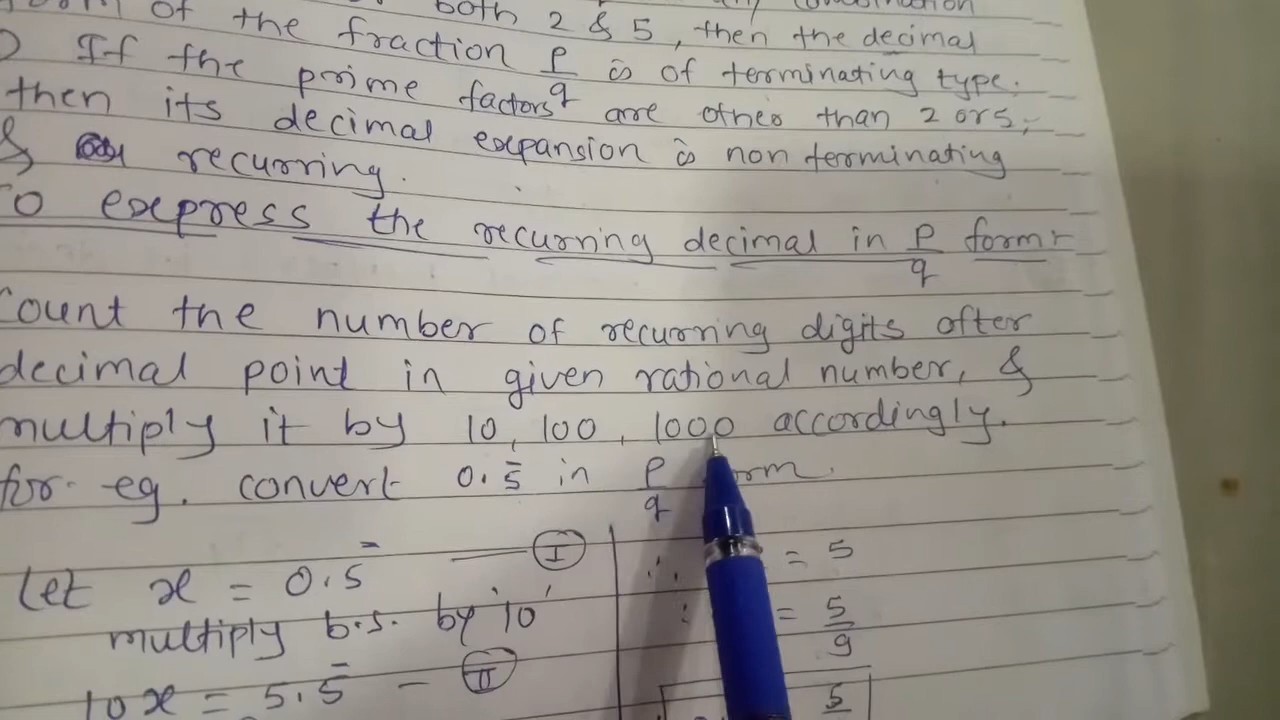 of the both 2 & 5, then the decimal
of the fraction p/q is of terminating type.
If the prime factors are other than 2 or 5,
then its decimal expansion is non terminating
& recurring.
To express the recurring decimal in p/q form :-
Count the number of recurring digits after
decimal point in given rational number, &
multiply it by 10, 100, 1000 accordingly.
for eg. convert 0.5̅ in p/q form.
Let x = 0.5̅ — I
multiply b.s. by '10'
10x = 5.5̅ — II
∴ = 5
∴ = 5/9
5